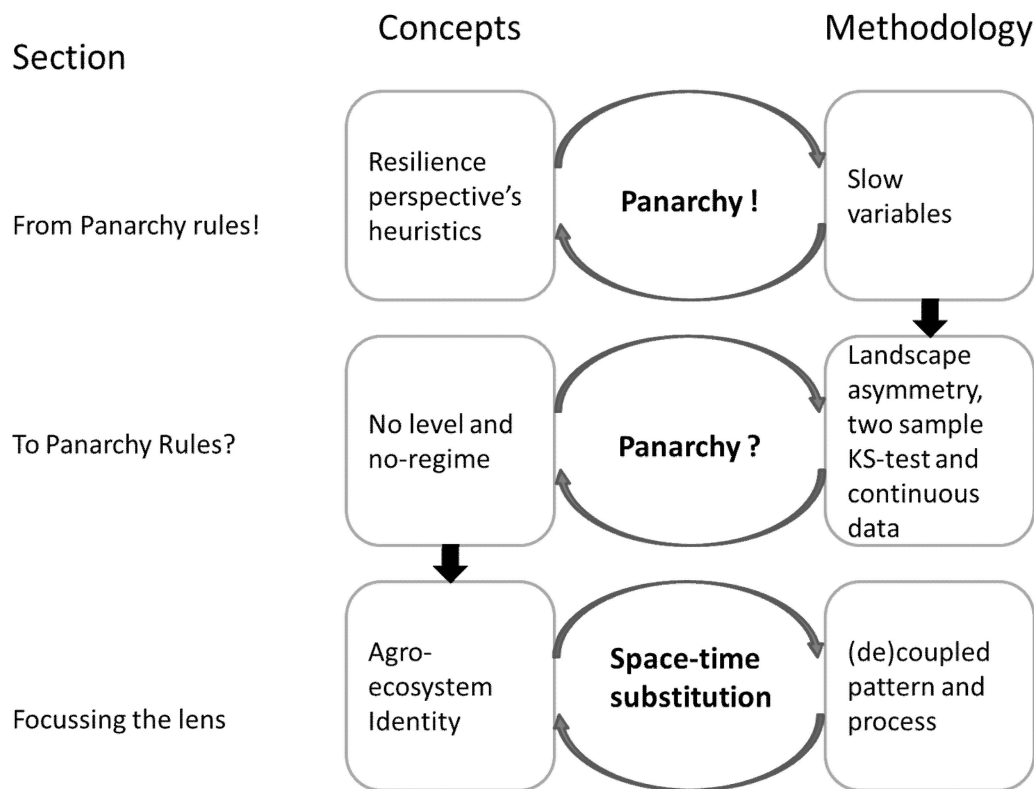 Section
Concepts
Methodology
From Panarchy rules!
Resilience
perspective's
heuristics
Panarchy !
Slow
variables
To Panarchy Rules?
No level and
no-regime
Panarchy ?
Landscape
asymmetry,
two sample
KS-test and
continuous
data
Focussing the lens
Agro-
ecosystem
Identity
Space-time
substitution
(de)coupled
pattern and
process